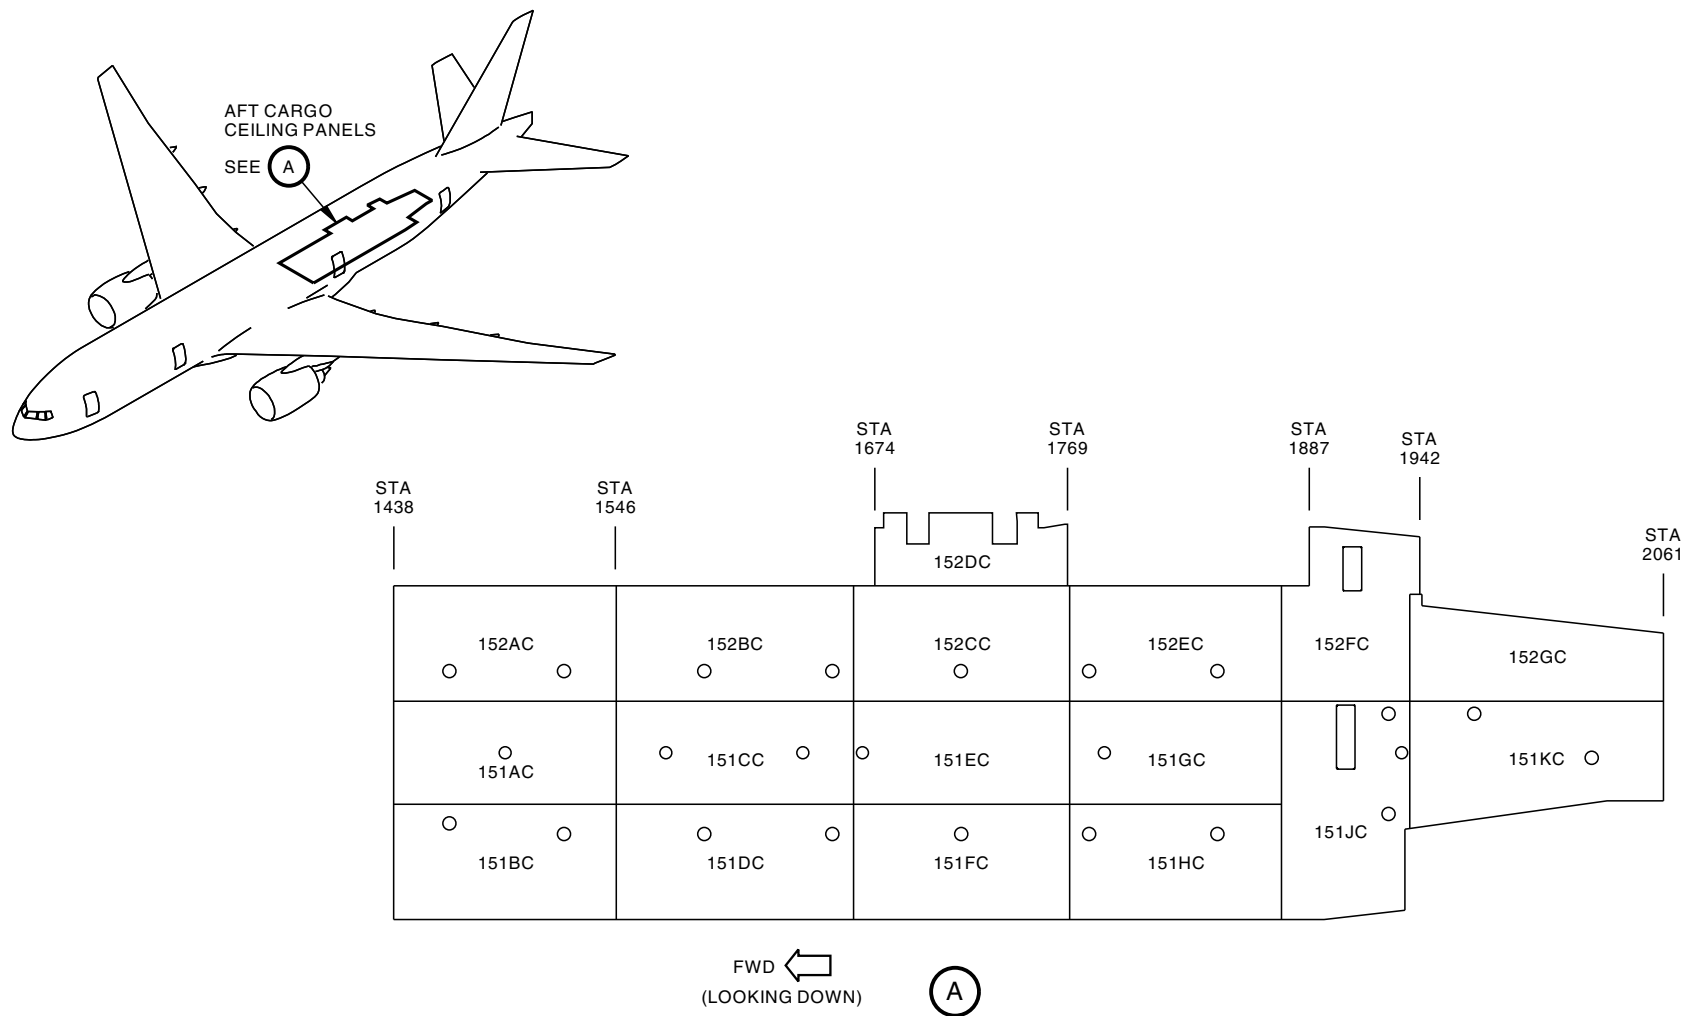 AFT CARGO
CEILING PANELS
SEE A
STA
1674
STA
1769
STA
1887
STA
1942
STA
1438
STA
1546
STA
2061
152DC
152AC
152BC
152CC
152EC
152FC
152GC
151AC
151CC
151EC
151GC
151KC
151JC
151BC
151DC
151FC
151HC
FWD
(LOOKING DOWN)
A